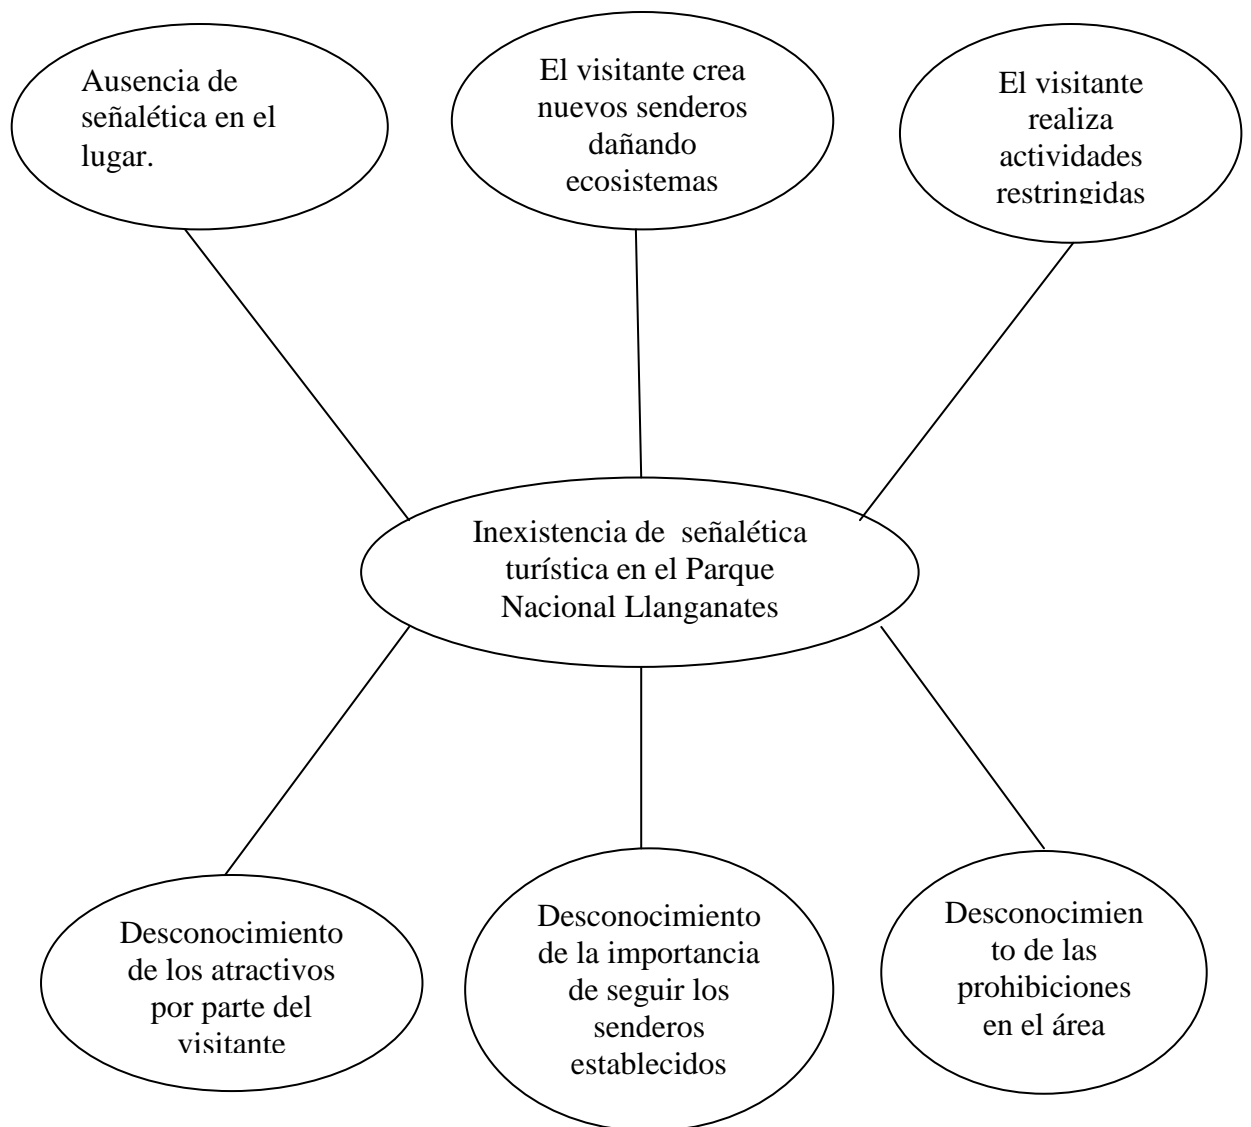 Ausencia de
señalética en el
lugar.
El visitante crea
nuevos senderos
dañando
ecosistemas
El visitante
realiza
actividades
restringidas
Inexistencia de  señalética
turística en el Parque
Nacional Llanganates
Desconocimiento
de los atractivos
por parte del
visitante
Desconocimiento
de la importancia
de seguir los
senderos
establecidos
Desconocimien
to de las
prohibiciones
en el área